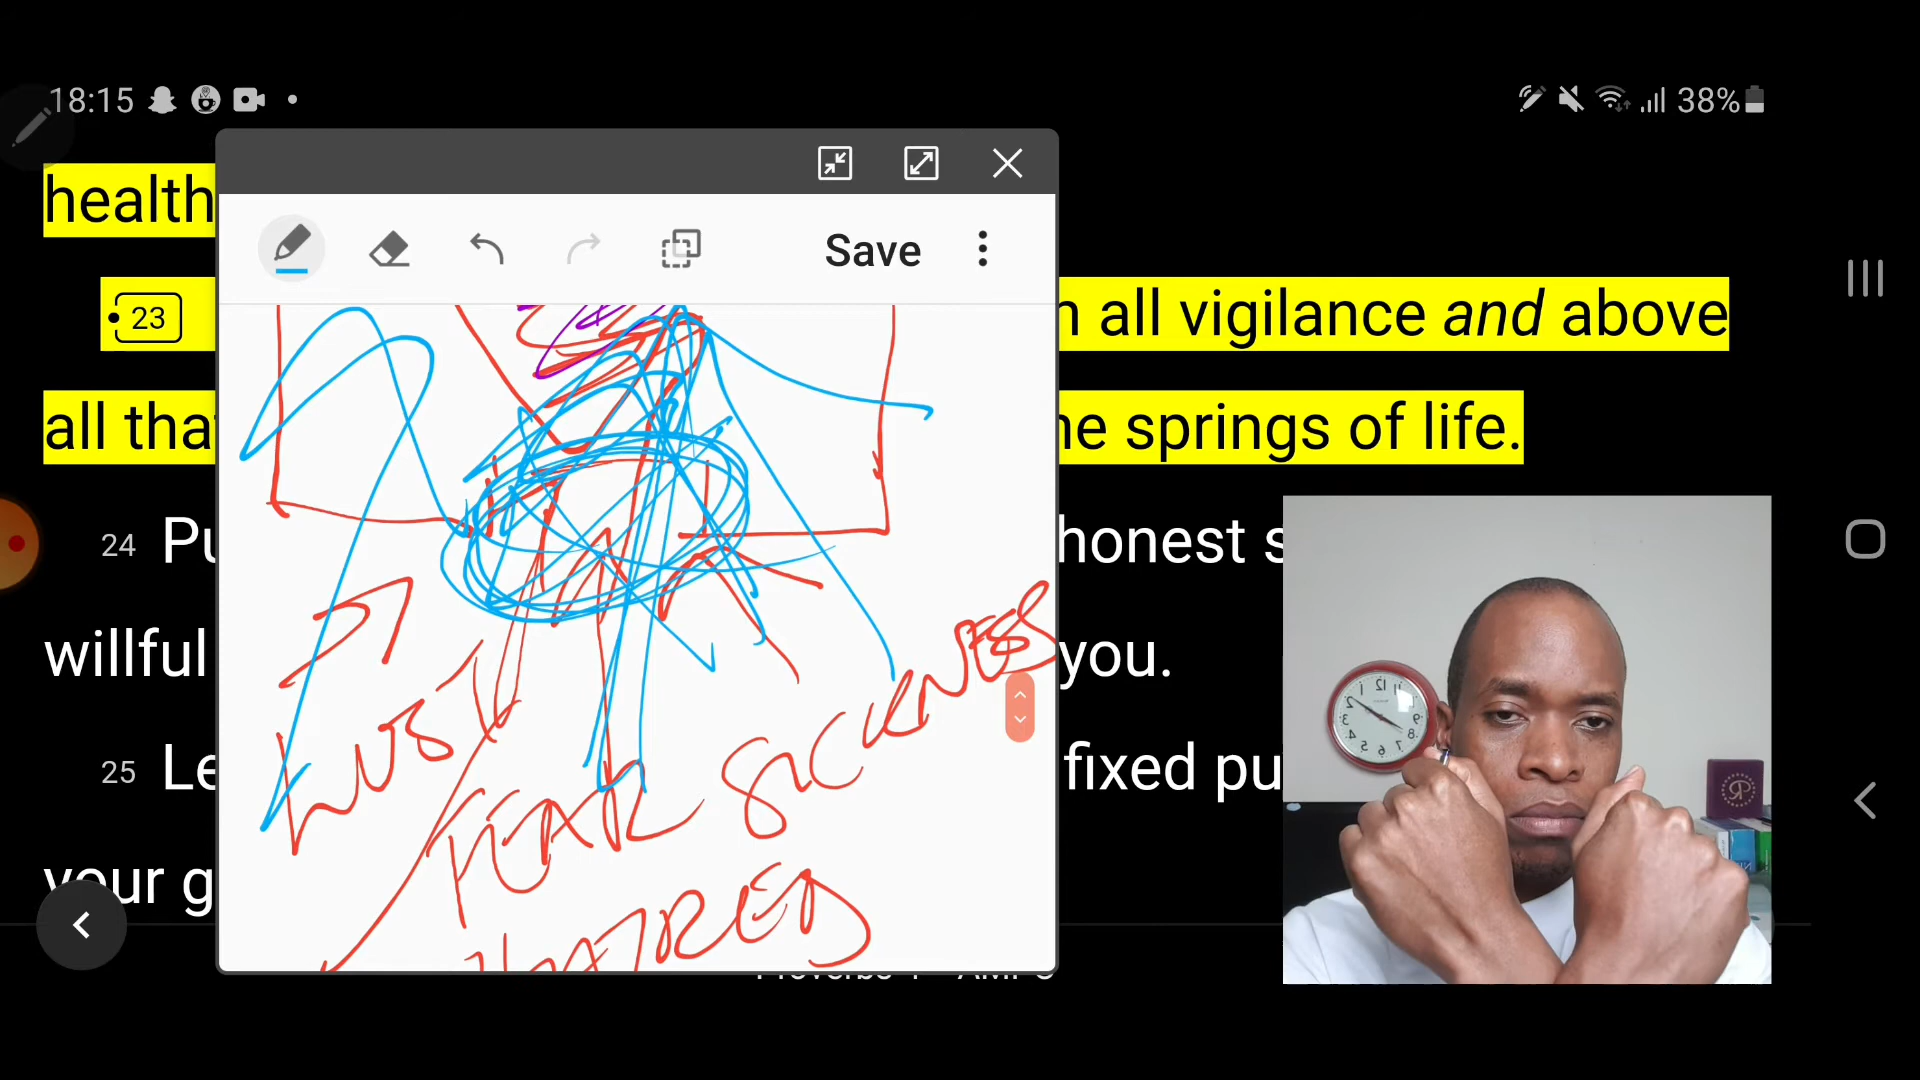 18:15
38%
health
Save
23
n all vigilance and above
all that
he springs of life.
24 Pu
honest s
willful
you.
25 Le
fixed pu
your g
LUST
FEAR
SICKNESS
HATRED